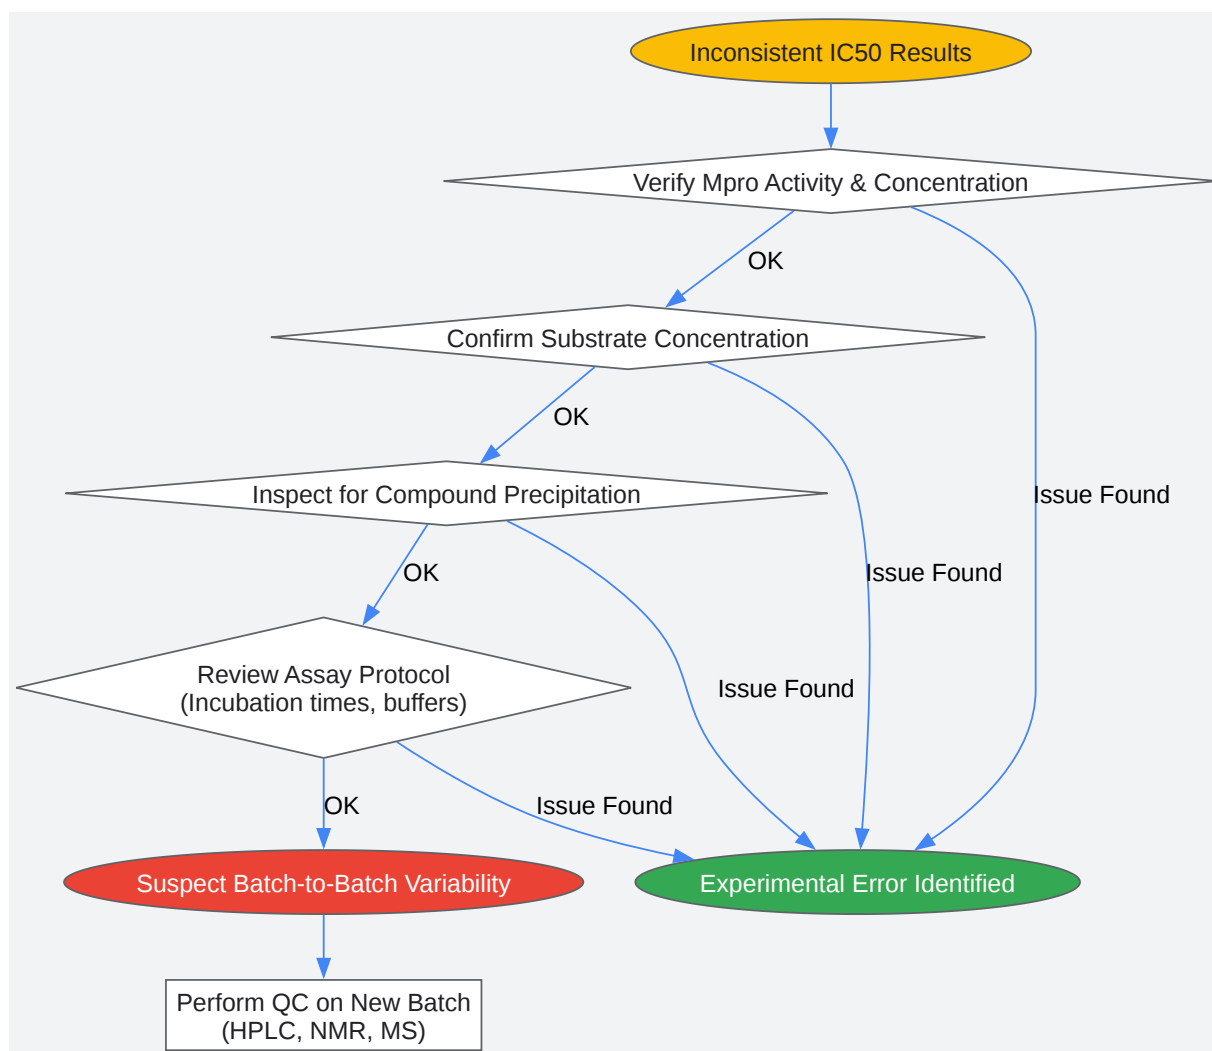 Inconsistent IC50 Results
Verify Mpro Activity & Concentration
OK
Confirm Substrate Concentration
OK
Inspect for Compound Precipitation
Issue Found
OK
Issue Found
Review Assay Protocol
(Incubation times, buffers)
Issue Found
OK
Issue Found
Suspect Batch-to-Batch Variability
Experimental Error Identified
Perform QC on New Batch
(HPLC, NMR, MS)